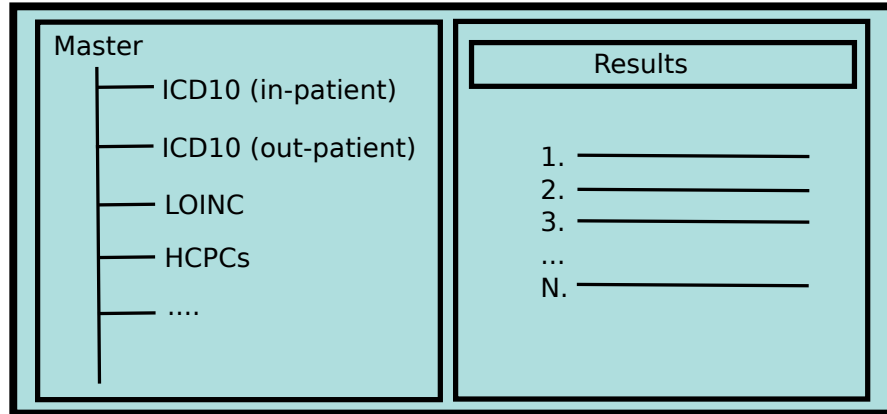 Master
ICD10 (in-patient)
ICD10 (out-patient)
LOINC
HCPCs
....
Results
1.
2.
3.
...
N.